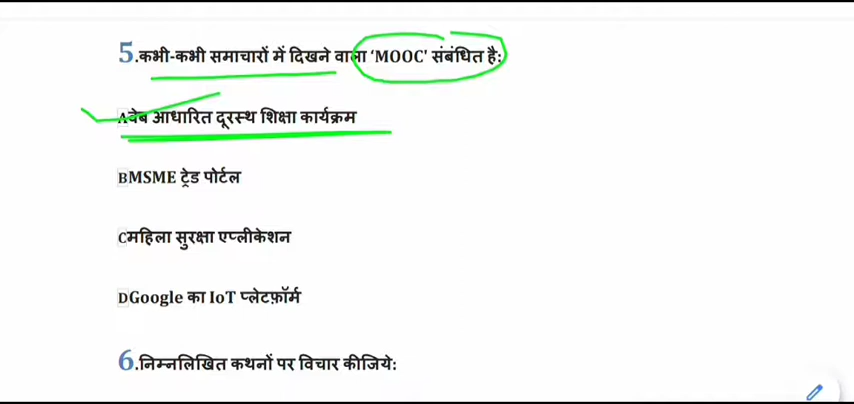 5.कभी-कभी समाचारों में दिखने वाला ‘MOOC' संबंधित है:
Aवेब आधारित दूरस्थ शिक्षा कार्यक्रम
BMSME ट्रेड पोर्टल
Cमहिला सुरक्षा एप्लीकेशन
DGoogle का IoT प्लेटफ़ॉर्म
6.निम्नलिखित कथनों पर विचार कीजिये: